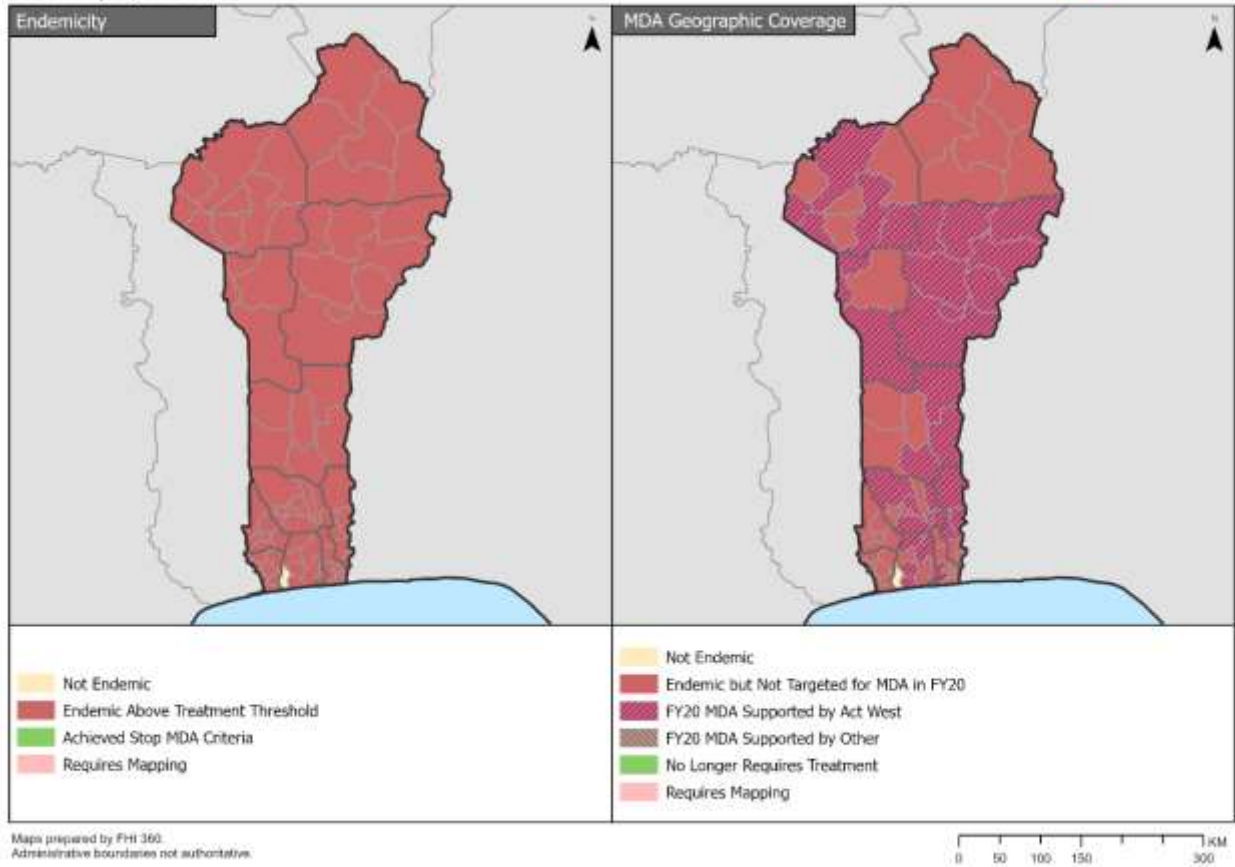 Endemicity
N
Not Endemic
Endemic Above Treatment Threshold
Achieved Stop MDA Criteria
Requires Mapping
MDA Geographic Coverage
N
Not Endemic
Endemic but Not Targeted for MDA in FY20
FY20 MDA Supported by Act West
FY20 MDA Supported by Other
No Longer Requires Treatment
Requires Mapping
Maps prepared by FHI 360.
Administrative boundaries not authoritative.
KM
0 50 100 150 300